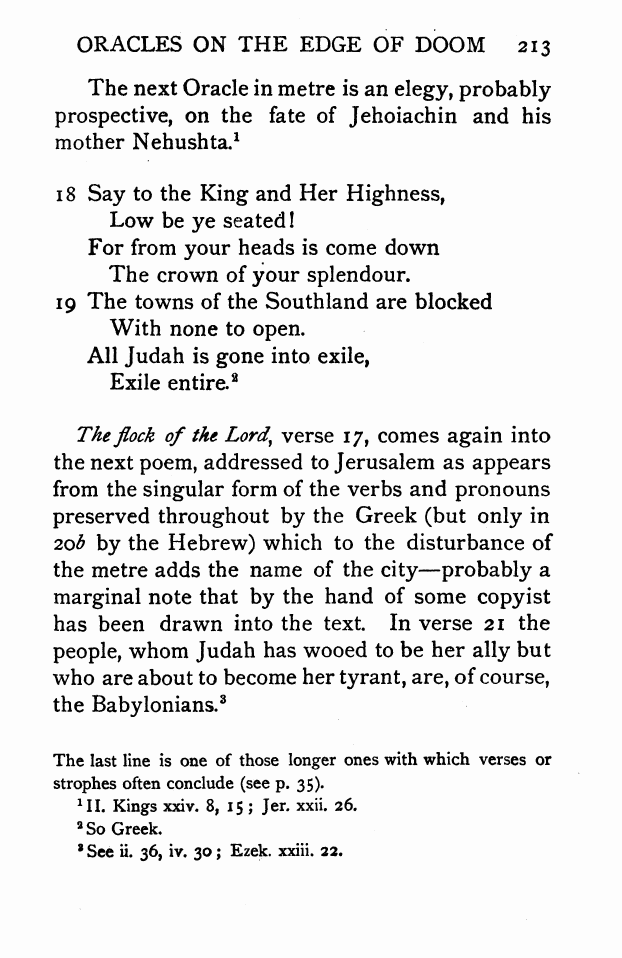 ORACLES ON THE EDGE OF DOOM 213
The next Oracle in metre is an elegy, probably
prospective, on the fate of Jehoiachin and his
mother Nehushta.¹
18 Say to the King and Her Highness,
Low be ye seated!
For from your heads is come down
The crown of your splendour.
19 The towns of the Southland are blocked
With none to open.
All Judah is gone into exile,
Exile entire.²
The flock of the Lord, verse 17, comes again into
the next poem, addressed to Jerusalem as appears
from the singular form of the verbs and pronouns
preserved throughout by the Greek (but only in
20b by the Hebrew) which to the disturbance of
the metre adds the name of the city—probably a
marginal note that by the hand of some copyist
has been drawn into the text. In verse 21 the
people, whom Judah has wooed to be her ally but
who are about to become her tyrant, are, of course,
the Babylonians.³
The last line is one of those longer ones with which verses or
strophes often conclude (see p. 35).
¹ II. Kings xxiv. 8, 15; Jer. xxii. 26.
² So Greek.
³ See ii. 36, iv. 30; Ezek. xxiii. 22.